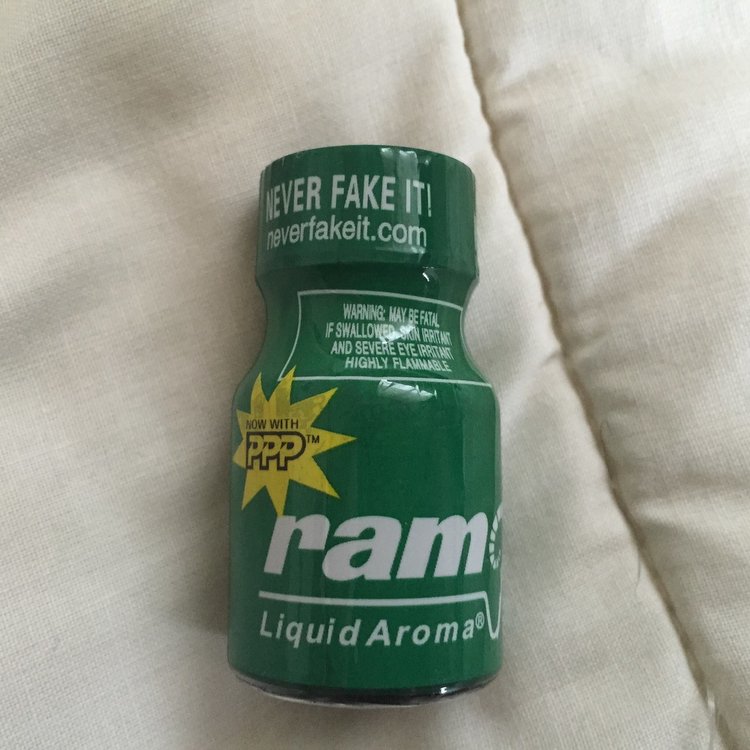 NEVER FAKE IT!
neverfakeit.com
WARNING: MAY BE FATAL
IF SWALLOWED, SKIN IRRITANT
AND SEVERE EYE IRRITANT
HIGHLY FLAMMABLE
NOW WITH
PPP™
ram
Liquid Aroma®